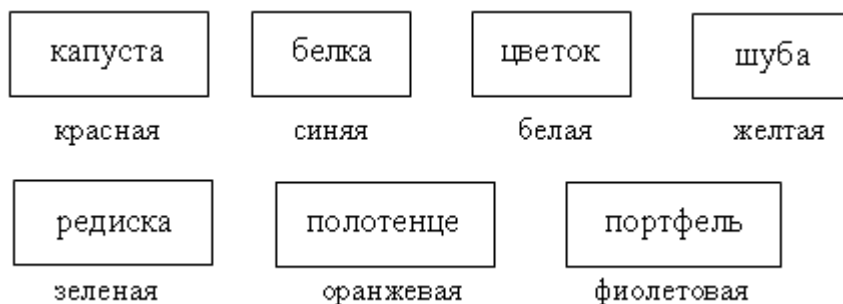 капуста белка цветок шуба
красная синяя белая желтая
редиска полотенце портфель
зеленая оранжевая фиолетовая